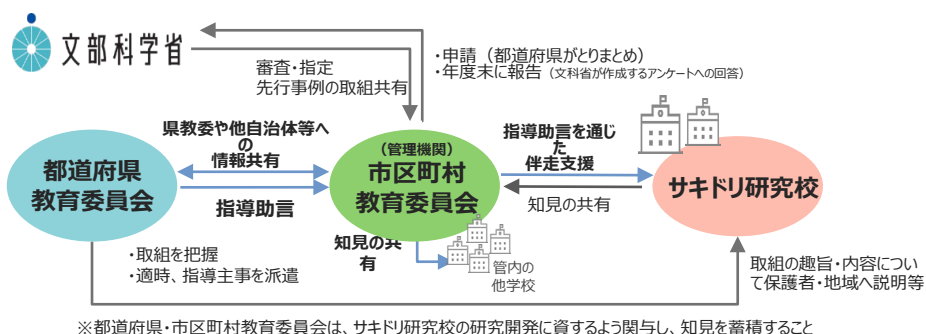 文部科学省
審査・指定
先行事例の取組共有
・申請（都道府県がとりまとめ）
・年度末に報告（文科省が作成するアンケートへの回答）
県教委や他自治体等へ
の
情報共有
（管理機関）
市区町村
教育委員会
指導助言を通じ
た
伴走支援
都道府県
教育委員会
サキドリ研究校
指導助言
知見の共有
知見の共
有
管内の
他学校
・取組を把握
・適時、指導主事を派遣
取組の趣旨・内容につい
て保護者・地域へ説明等
※都道府県・市区町村教育委員会は、サキドリ研究校の研究開発に資するよう関与し、知見を蓄積すること